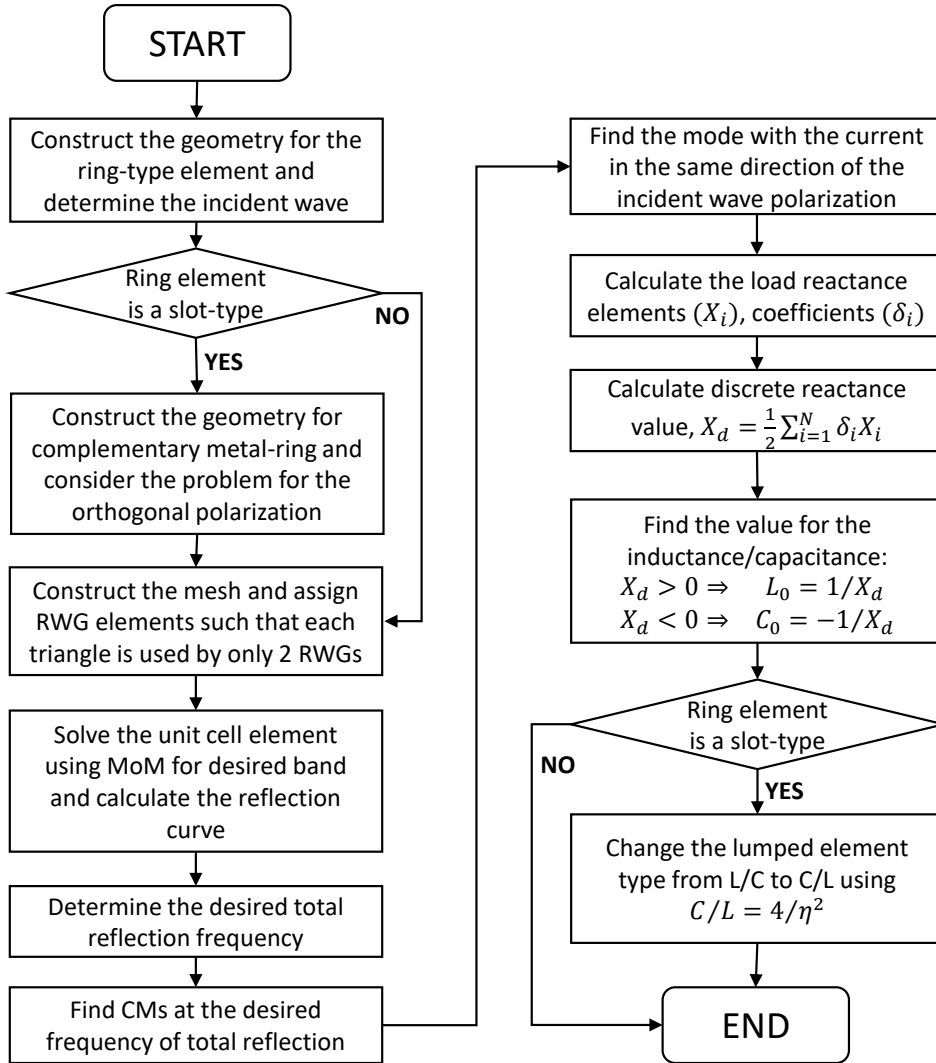 START
Construct the geometry for the
ring-type element and
determine the incident wave
Ring element
is a slot-type
NO
YES
Construct the geometry for
complementary metal-ring and
consider the problem for the
orthogonal polarization
Construct the mesh and assign
RWG elements such that each
triangle is used by only 2 RWGs
Solve the unit cell element
using MoM for desired band
and calculate the reflection
curve
Determine the desired total
reflection frequency
Find CMs at the desired
frequency of total reflection
Find the mode with the current
in the same direction of the
incident wave polarization
Calculate the load reactance
elements (𝑋ᵢ), coefficients (𝛿ᵢ)
Calculate discrete reactance
value, 𝑋_𝑑 = ½ ∑_{𝑖=1}^{𝑁} 𝛿ᵢ𝑋ᵢ
Find the value for the
inductance/capacitance:
𝑋_𝑑 > 0 ⇒ 𝐿₀ = 1/𝑋_𝑑
𝑋_𝑑 < 0 ⇒ 𝐶₀ = −1/𝑋_𝑑
Ring element
is a slot-type
NO
YES
Change the lumped element
type from L/C to C/L using
𝐶/𝐿 = 4/𝜂²
END